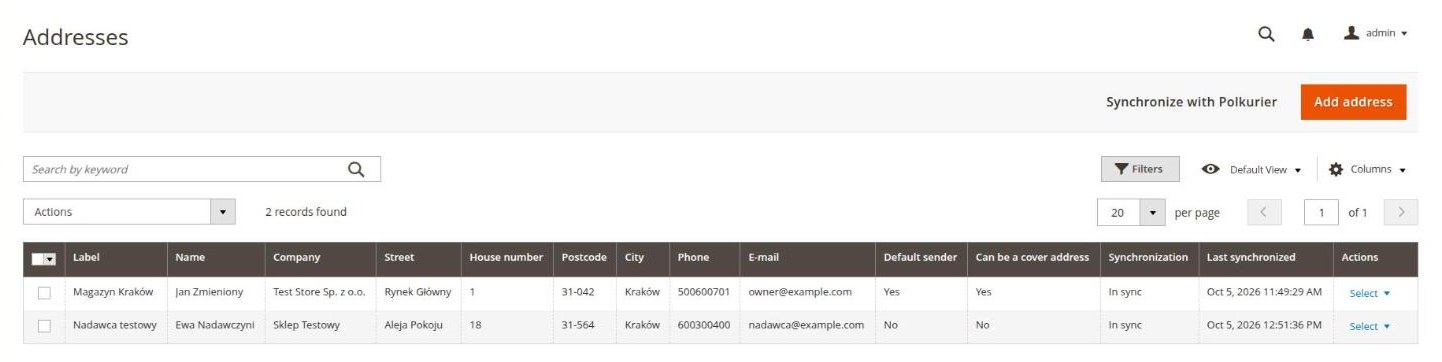 Addresses
admin
Synchronize with Polkurier Add address
Search by keyword Filters Default View Columns
Actions 2 records found 20 per page 1 of 1
Label Name Company Street House number Postcode City Phone E-mail Default sender Can be a cover address Synchronization Last synchronized Actions
Magazyn Kraków Jan Zmieniony Test Store Sp. z o.o. Rynek Główny 1 31-042 Kraków 500600701 owner@example.com Yes Yes In sync Oct 5, 2026 11:49:29 AM Select
Nadawca testowy Ewa Nadawczyni Sklep Testowy Aleja Pokoju 18 31-564 Kraków 600300400 nadawca@example.com No No In sync Oct 5, 2026 12:51:36 PM Select